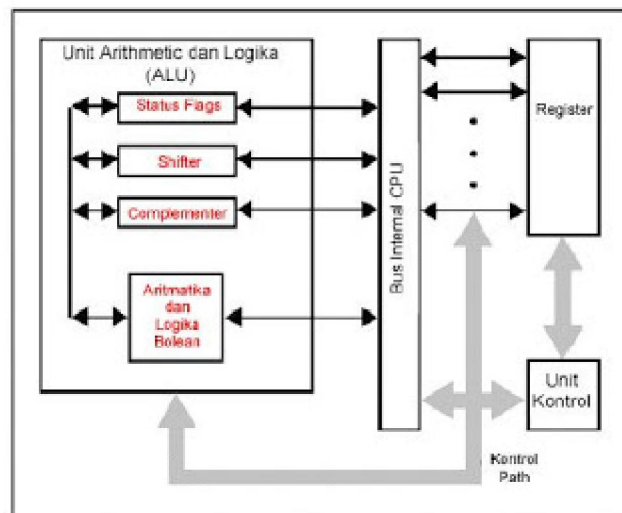 Unit Arithmetic dan Logika
(ALU)
Status Flags
Shifter
Complementer
Aritmatika
dan
Logika
Bolean
Bus Internal CPU
Register
Unit
Kontrol
Kontrol
Path